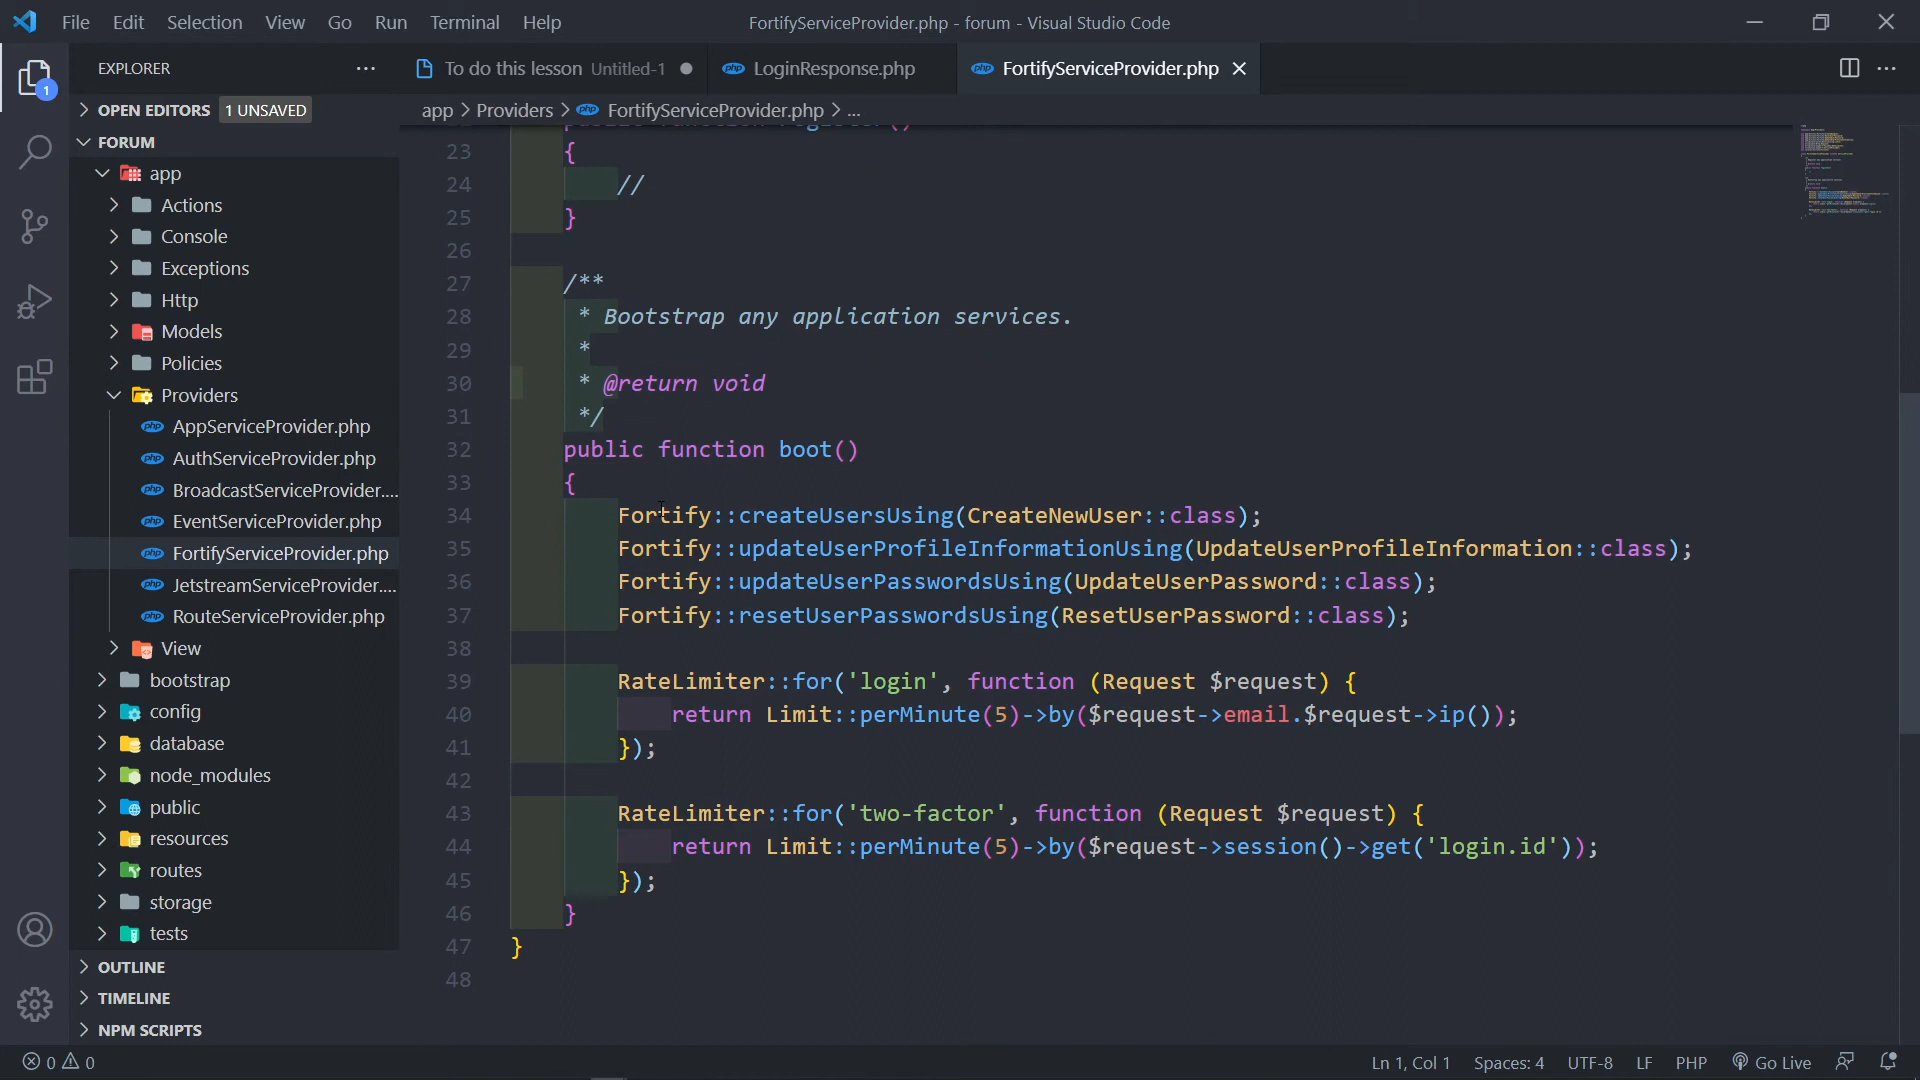 File Edit Selection View Go Run Terminal Help
FortifyServiceProvider.php - forum - Visual Studio Code
EXPLORER
To do this lesson Untitled-1
LoginResponse.php
FortifyServiceProvider.php
1
OPEN EDITORS 1 UNSAVED
FORUM
app
Actions
Console
Exceptions
Http
Models
Policies
Providers
AppServiceProvider.php
AuthServiceProvider.php
BroadcastServiceProvider....
EventServiceProvider.php
FortifyServiceProvider.php
JetstreamServiceProvider....
RouteServiceProvider.php
View
bootstrap
config
database
node_modules
public
resources
routes
storage
tests
OUTLINE
TIMELINE
NPM SCRIPTS
app > Providers > FortifyServiceProvider.php > ...
public function register()
23 {
24 //
25 }
26
27 /**
28 * Bootstrap any application services.
29 *
30 * @return void
31 */
32 public function boot()
33 {
34 Fortify::createUsersUsing(CreateNewUser::class);
35 Fortify::updateUserProfileInformationUsing(UpdateUserProfileInformation::class);
36 Fortify::updateUserPasswordsUsing(UpdateUserPassword::class);
37 Fortify::resetUserPasswordsUsing(ResetUserPassword::class);
38
39 RateLimiter::for('login', function (Request $request) {
40 return Limit::perMinute(5)->by($request->email.$request->ip());
41 });
42
43 RateLimiter::for('two-factor', function (Request $request) {
44 return Limit::perMinute(5)->by($request->session()->get('login.id'));
45 });
46 }
47 }
48
0 0
Ln 1, Col 1 Spaces: 4 UTF-8 LF PHP Go Live